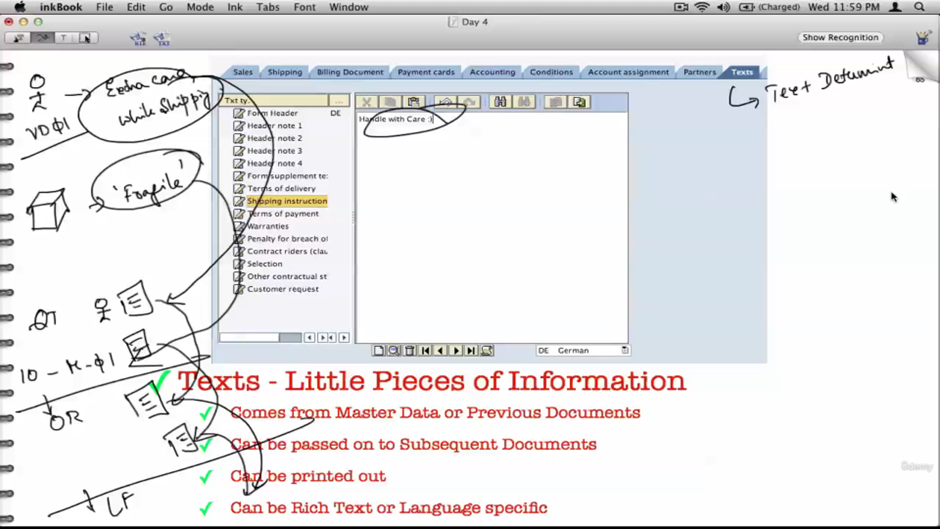 inkBook File Edit Go Mode Ink Tabs Font Window
(Charged) Wed 11:59 PM
Day 4
T
Show Recognition
Sales Shipping Billing Document Payment cards Accounting Conditions Account assignment Partners Texts
Txt ty.. ...
Form Header DE
Header note 1
Header note 2
Header note 3
Header note 4
Form supplement te:
Terms of delivery
Shipping instruction
Terms of payment
Warranties
Penalty for breach of
Contract riders (clau
Selection
Other contractual st
Customer request
Handle with Care :)
DE German
Text Determint
Extra care
while shippig
VDΦ1
'Fragile'
QT
10 - M-Φ1
OR
LF
Texts - Little Pieces of Information
✓ Comes from Master Data or Previous Documents
✓ Can be passed on to Subsequent Documents
✓ Can be printed out
✓ Can be Rich Text or Language specific
Udemy